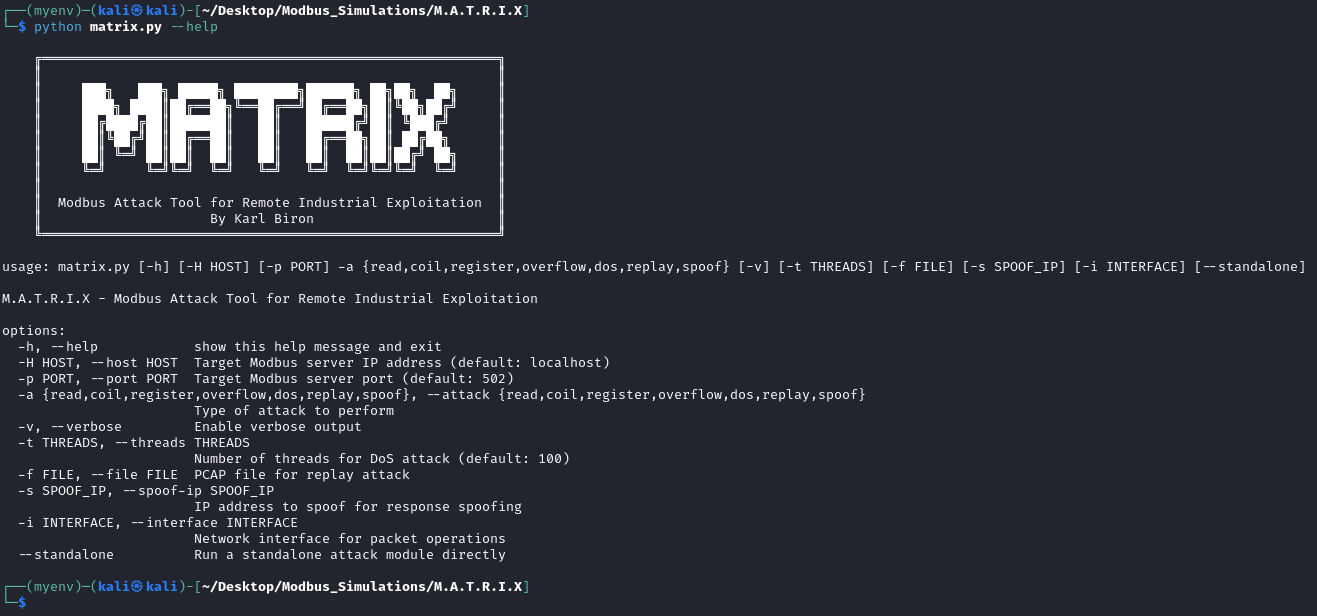 ┌──(myenv)─(kali㉿kali)-[~/Desktop/Modbus_Simulations/M.A.T.R.I.X]
└─$ python matrix.py --help
MATRIX
Modbus Attack Tool for Remote Industrial Exploitation
By Karl Biron
usage: matrix.py [-h] [-H HOST] [-p PORT] -a {read,coil,register,overflow,dos,replay,spoof} [-v] [-t THREADS] [-f FILE] [-s SPOOF_IP] [-i INTERFACE] [--standalone]
M.A.T.R.I.X - Modbus Attack Tool for Remote Industrial Exploitation
options:
-h, --help show this help message and exit
-H HOST, --host HOST Target Modbus server IP address (default: localhost)
-p PORT, --port PORT Target Modbus server port (default: 502)
-a {read,coil,register,overflow,dos,replay,spoof}, --attack {read,coil,register,overflow,dos,replay,spoof}
Type of attack to perform
-v, --verbose Enable verbose output
-t THREADS, --threads THREADS
Number of threads for DoS attack (default: 100)
-f FILE, --file FILE PCAP file for replay attack
-s SPOOF_IP, --spoof-ip SPOOF_IP
IP address to spoof for response spoofing
-i INTERFACE, --interface INTERFACE
Network interface for packet operations
--standalone Run a standalone attack module directly
┌──(myenv)─(kali㉿kali)-[~/Desktop/Modbus_Simulations/M.A.T.R.I.X]
└─$